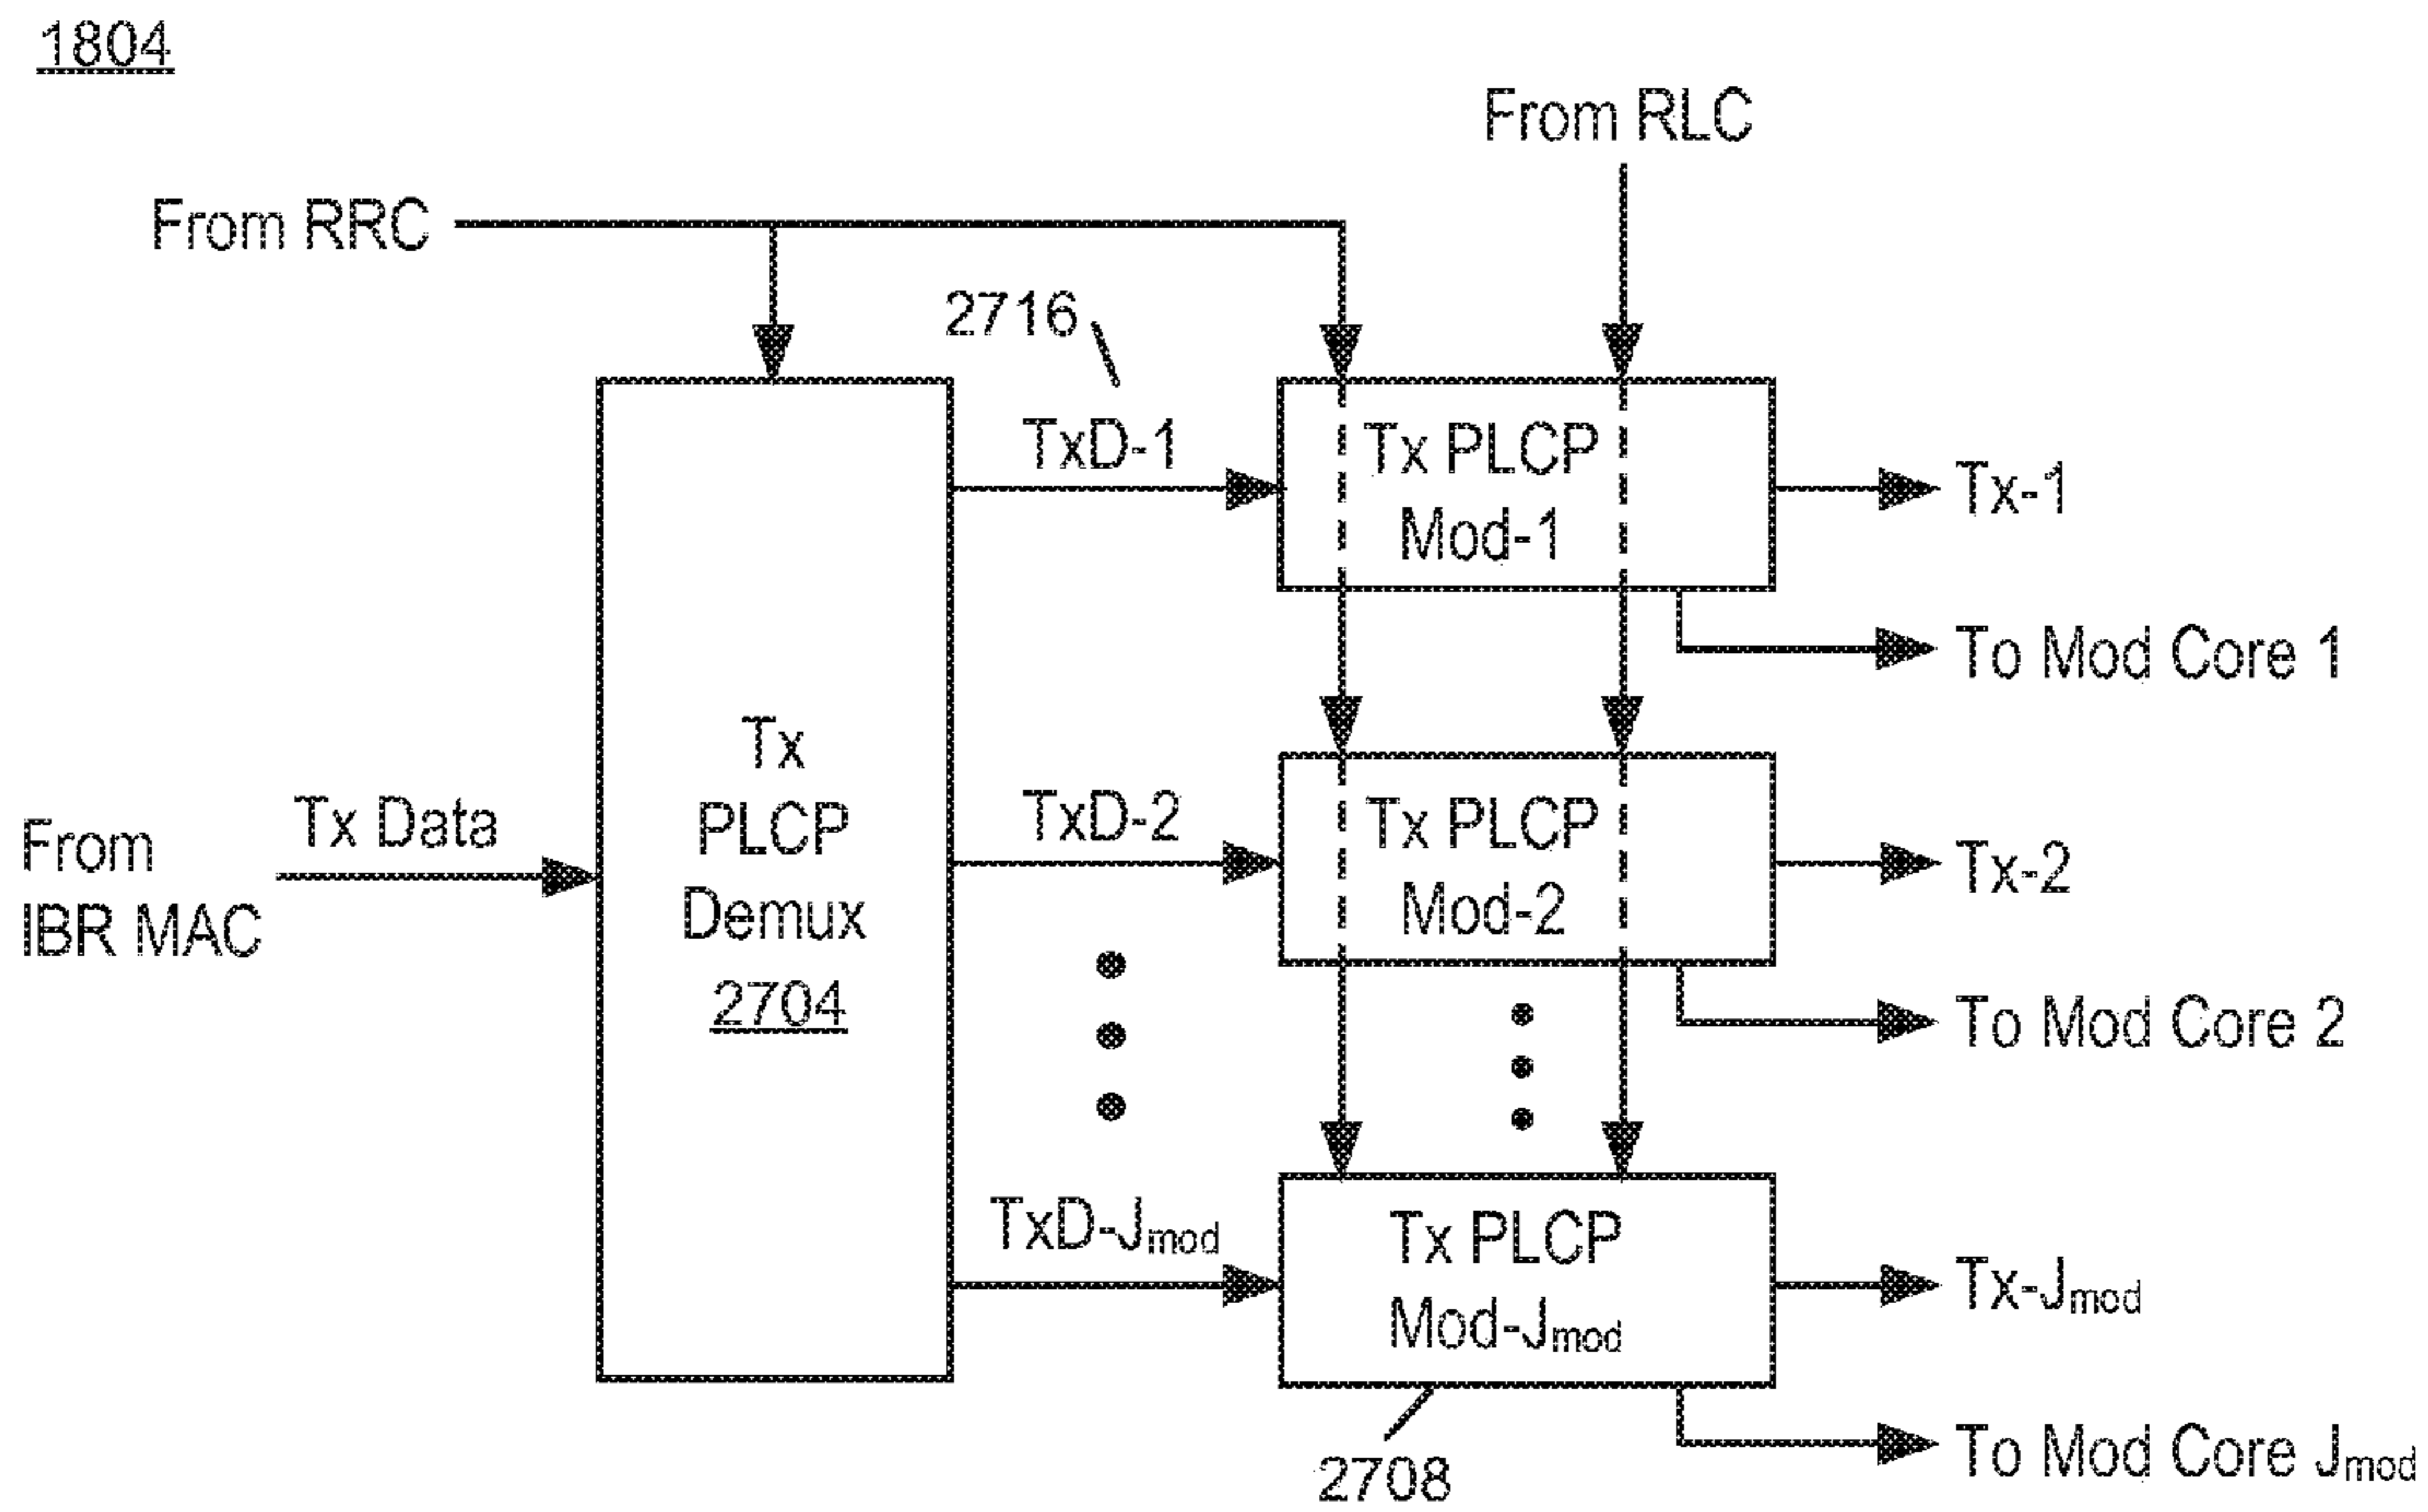 1804
From RLC
From RRC
2716
TxD-1
Tx PLCP
Mod-1
Tx-1
To Mod Core 1
From
IBR MAC
Tx Data
Tx
PLCP
Demux
2704
TxD-2
Tx PLCP
Mod-2
Tx-2
To Mod Core 2
TxD-Jmod
Tx PLCP
Mod-Jmod
Tx-Jmod
2708
To Mod Core Jmod